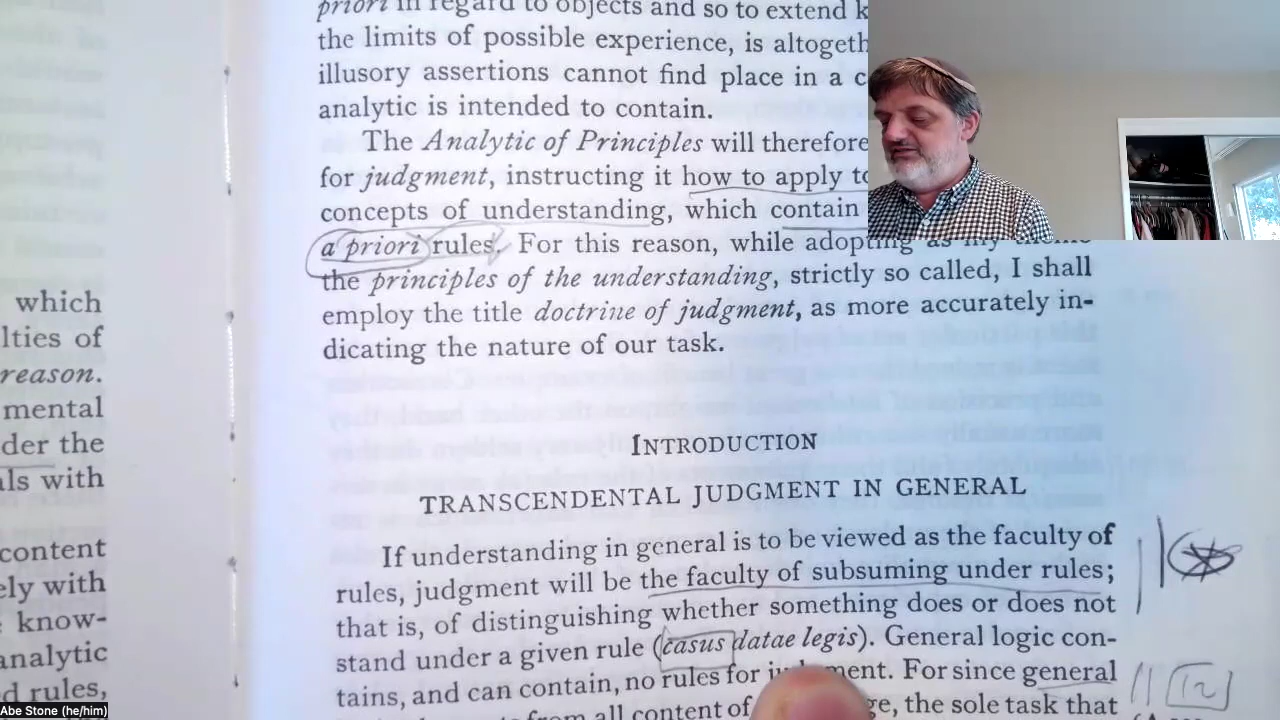 which
lties of
reason.
mental
der the
ls with
content
ely with
know-
analytic
d rules,
priori in regard to objects and so to extend k
the limits of possible experience, is altogeth
illusory assertions cannot find place in a c
analytic is intended to contain.
The Analytic of Principles will therefore
for judgment, instructing it how to apply to
concepts of understanding, which contain
a priori rules. For this reason, while adopting as my
the principles of the understanding, strictly so called, I shall
employ the title doctrine of judgment, as more accurately in-
dicating the nature of our task.
INTRODUCTION
TRANSCENDENTAL JUDGMENT IN GENERAL
If understanding in general is to be viewed as the faculty of
rules, judgment will be the faculty of subsuming under rules;
that is, of distinguishing whether something does or does not
stand under a given rule (casus datae legis). General logic con-
tains, and can contain, no rules for ment. For since general
from all content of ge, the sole task that
Abe Stone (he/him)